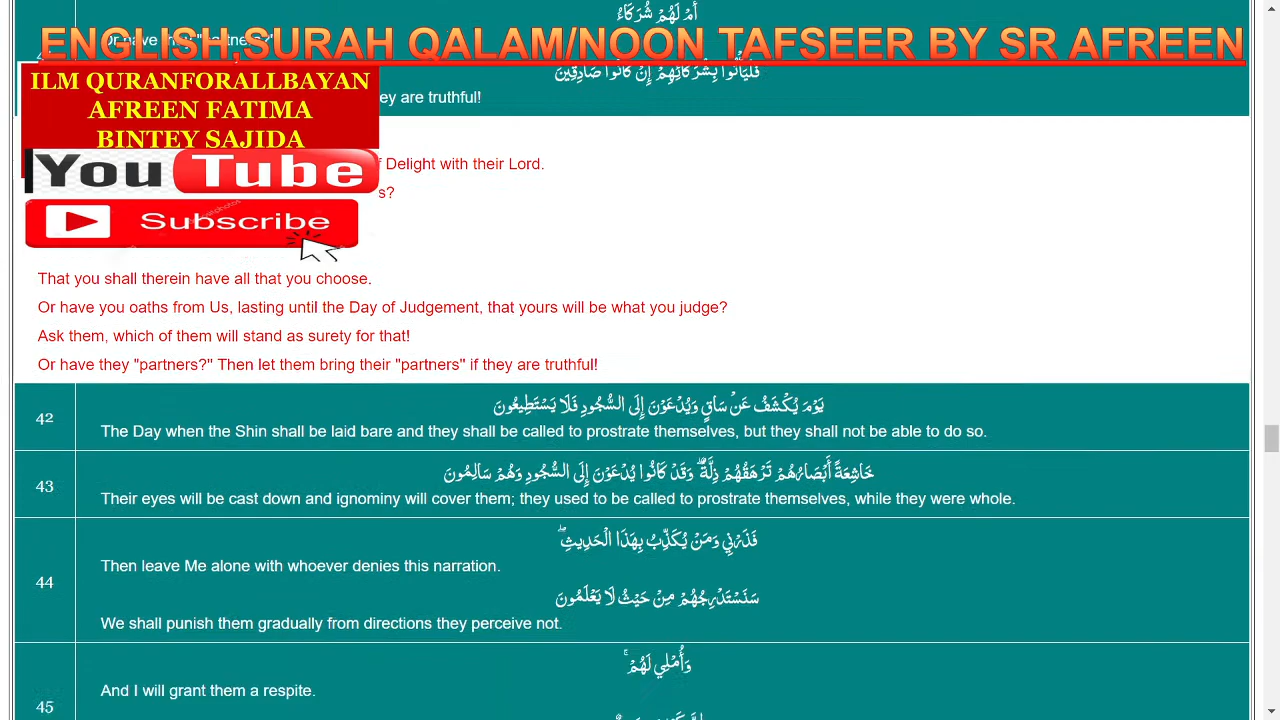 أَمْ لَهُمْ شُرَكَاءُ
ENGLISH,SURAH QALAM/NOON TAFSEER BY SR AFREEN
فَلْيَأْتُوا بِشُرَكَائِهِمْ إِنْ كَانُوا صَادِقِينَ
ILM QURANFORALLBAYAN
AFREEN FATIMA
BINTEY SAJIDA
ey are truthful!
YouTube
Delight with their Lord.
s?
Subscribe
That you shall therein have all that you choose.
Or have you oaths from Us, lasting until the Day of Judgement, that yours will be what you judge?
Ask them, which of them will stand as surety for that!
Or have they "partners?" Then let them bring their "partners" if they are truthful!
42
يَوْمَ يُكْشَفُ عَنْ سَاقٍ وَيُدْعَوْنَ إِلَى السُّجُودِ فَلَا يَسْتَطِيعُونَ
The Day when the Shin shall be laid bare and they shall be called to prostrate themselves, but they shall not be able to do so.
43
خَاشِعَةً أَبْصَارُهُمْ تَرْهَقُهُمْ ذِلَّةٌ ۖ وَقَدْ كَانُوا يُدْعَوْنَ إِلَى السُّجُودِ وَهُمْ سَالِمُونَ
Their eyes will be cast down and ignominy will cover them; they used to be called to prostrate themselves, while they were whole.
44
فَذَرْنِي وَمَنْ يُكَذِّبُ بِهَذَا الْحَدِيثِ ۖ
Then leave Me alone with whoever denies this narration.
سَنَسْتَدْرِجُهُمْ مِنْ حَيْثُ لَا يَعْلَمُونَ
We shall punish them gradually from directions they perceive not.
45
وَأُمْلِي لَهُمْ ۚ
And I will grant them a respite.